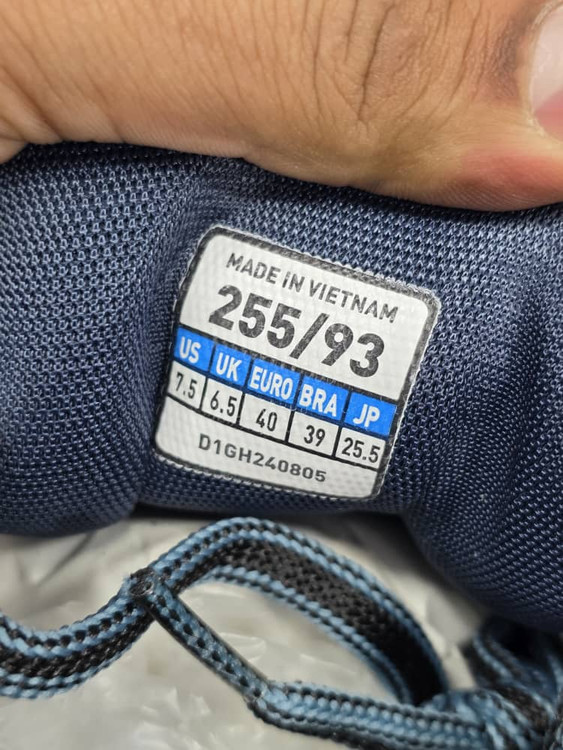 MADE IN VIETNAM
255/93
US UK EURO BRA JP
7.5 6.5 40 39 25.5
D1GH240805